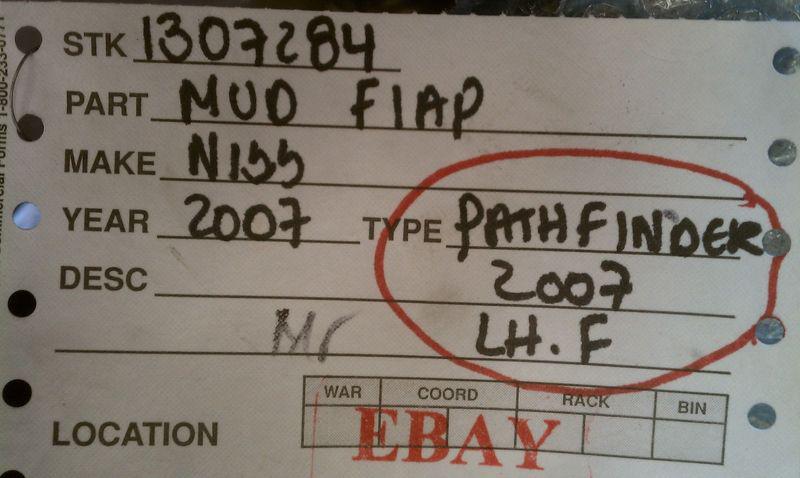 STK 1307284
PART MUD FlAP
MAKE NISS
YEAR 2007 TYPE PATHFINDER
DESC 2007
Mr LH. F
WAR COORD RACK BIN
LOCATION EBAY